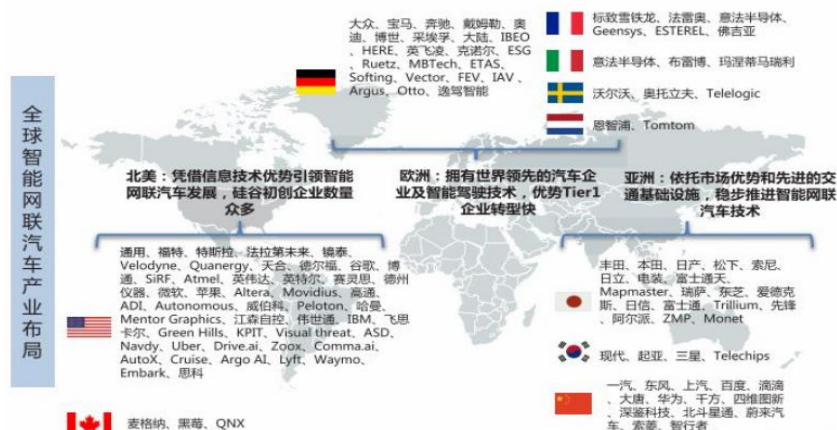 全球智能网联汽车产业布局
大众、宝马、奔驰、戴姆勒、奥
迪、博世、采埃孚、大陆、IBEO
、HERE、英飞凌、克诺尔、ESG
、Ruetz、MBTech、ETAS、
Softing、Vector、FEV、IAV、
Argus、Otto、逸驾智能
标致雪铁龙、法雷奥、意法半导体、
Geensys、ESTEREL、佛吉亚
意法半导体、布雷博、玛涅蒂马瑞利
沃尔沃、奥托立夫、Telelogic
恩智浦、Tomtom
北美：凭借信息技术优势引领智能
网联汽车发展，硅谷初创企业数量
众多
欧洲：拥有世界领先的汽车企
业及智能驾驶技术，优势Tier1
企业转型快
亚洲：依托市场优势和先进的交
通基础设施，稳步推进智能网联
汽车技术
通用、福特、特斯拉、法拉第未来、镜泰、
Velodyne、Quanergy、天合、德尔福、谷歌、博
通、SiRF、Atmel、英伟达、英特尔、赛灵思、德州
仪器、微软、苹果、Altera、Movidius、高通、
ADI、Autonomous、威伯科、Peloton、哈曼、
Mentor Graphics、江森自控、伟世通、IBM、飞思
卡尔、Green Hills、KPIT、Visual threat、ASD、
Navdy、Uber、Drive.ai、Zoox、Comma.ai、
AutoX、Cruise、Argo AI、Lyft、Waymo、
Embark、思科
麦格纳、黑莓、QNX
丰田、本田、日产、松下、索尼、
日立、电装、富士通天、
Mapmaster、瑞萨、东芝、爱德克
斯、日信、富士通、Trillium、先锋
、阿尔派、ZMP、Monet
现代、起亚、三星、Telechips
一汽、东风、上汽、百度、滴滴
、大唐、华为、千方、四维图新
、深鉴科技、北斗星通、蔚来汽
车、索菱、智行者